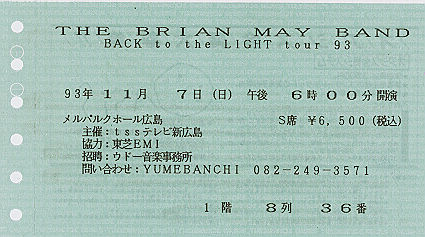 THE BRIAN MAY BAND
BACK to the LIGHT tour 93
93年 11月 7日(日) 午後 6時00分開演
メルパルクホール広島 S席 ¥6,500(税込)
主催:tssテレビ新広島
協力:東芝EMI
招聘:ウドー音楽事務所
問い合わせ:YUMEBANCHI 082-249-3571
1階 8列 36番